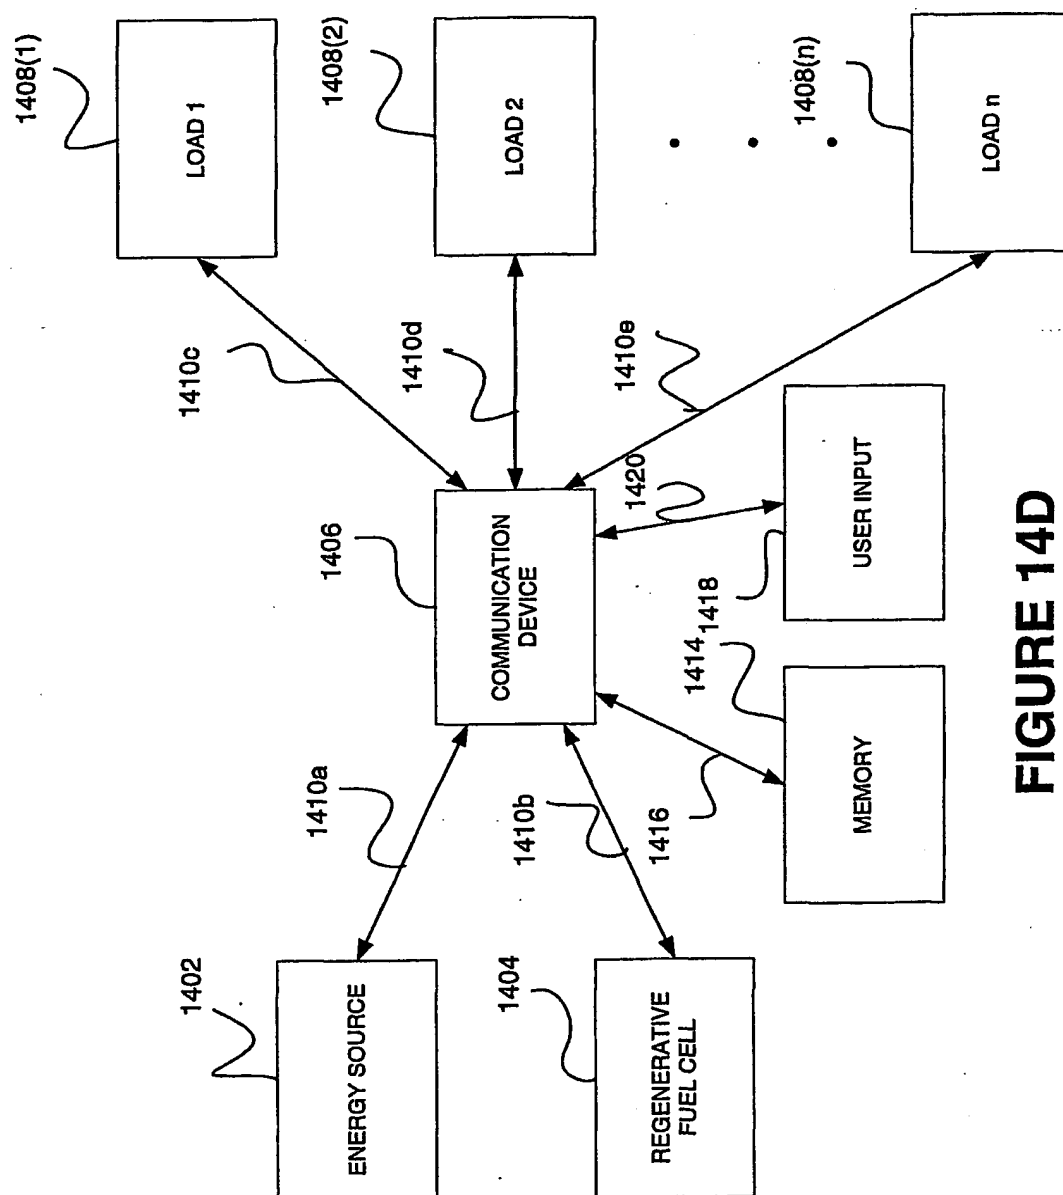 1408(1)
LOAD 1
1402
1410c
1410a
1406
1408(2)
ENERGY SOURCE
1410d
COMMUNICATION
DEVICE
LOAD 2
1404
1410b
1410e
1420
REGENERATIVE
FUEL CELL
1416
1414
1418
1408(n)
MEMORY
USER INPUT
LOAD n
FIGURE 14D